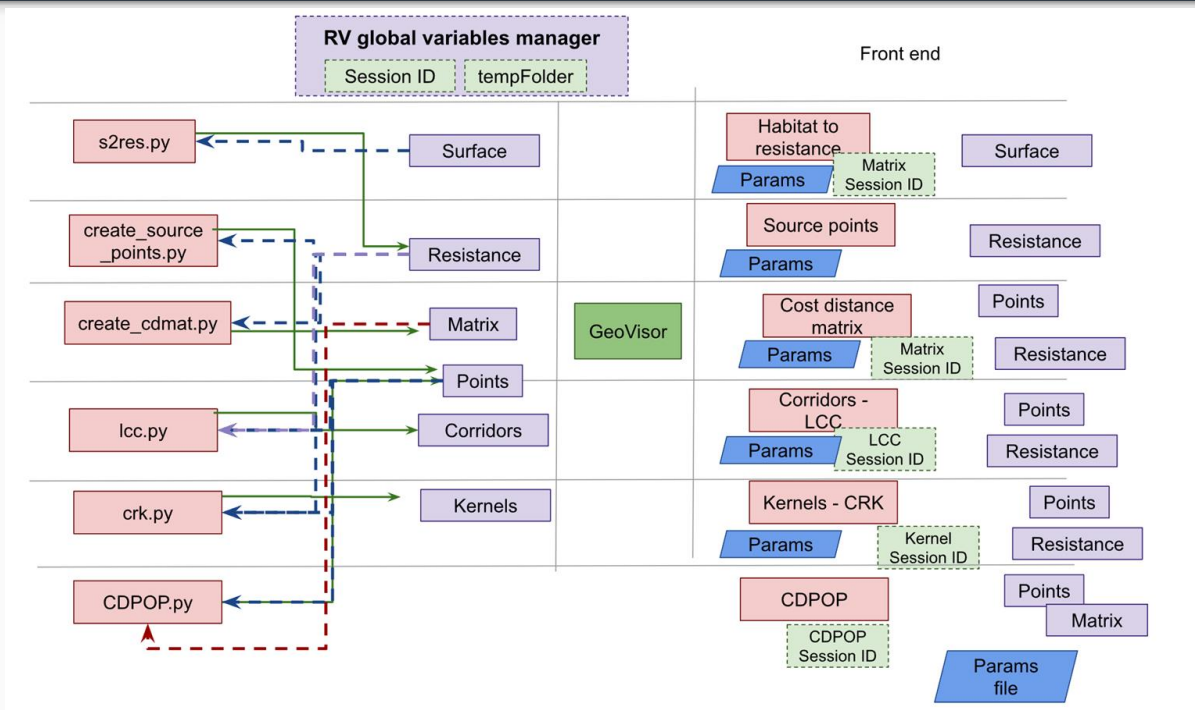 RV global variables manager
Session ID
tempFolder
Front end
s2res.py
Surface
Habitat to
resistance
Params
Matrix
Session ID
Surface
create_source
_points.py
Resistance
Source points
Params
Resistance
create_cdmat.py
Matrix
Points
GeoVisor
Cost distance
matrix
Params
Matrix
Session ID
Points
Resistance
lcc.py
Corridors
Corridors -
LCC
Params
LCC
Session ID
Points
Resistance
crk.py
Kernels
Kernels - CRK
Params
Kernel
Session ID
Points
Resistance
CDPOP.py
CDPOP
CDPOP
Session ID
Points
Matrix
Params
file